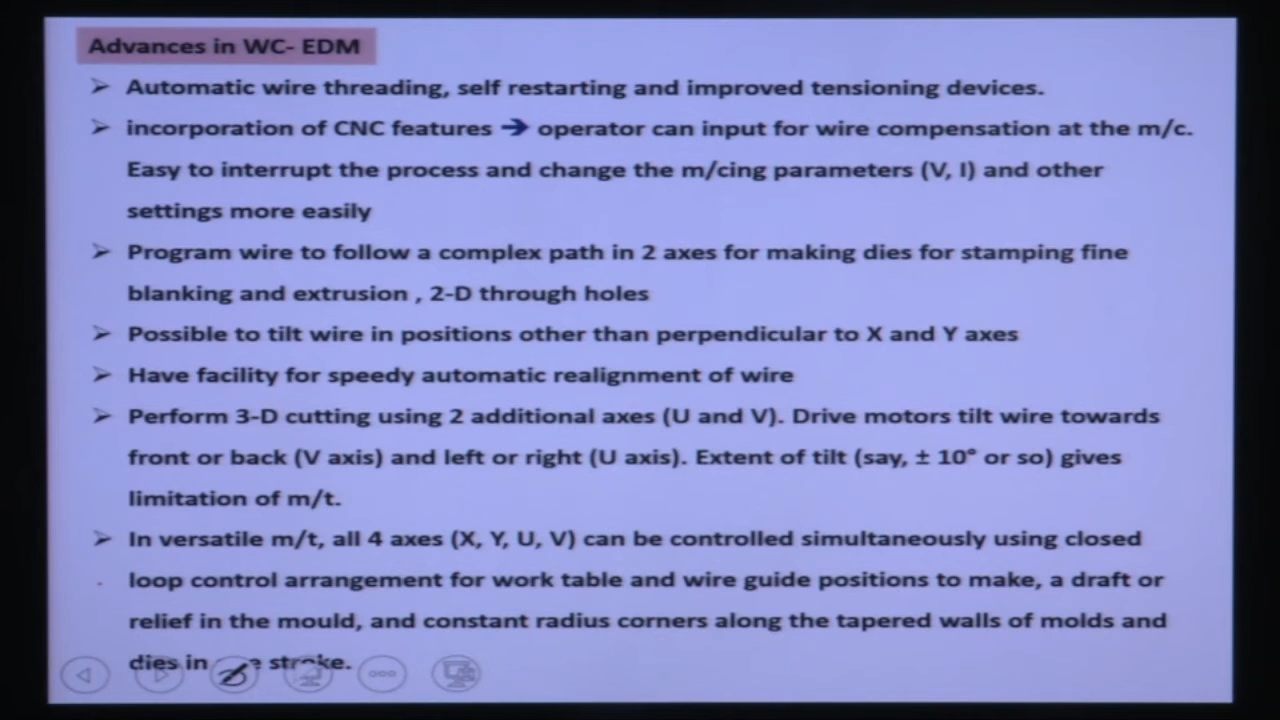 Advances in WC- EDM
Automatic wire threading, self restarting and improved tensioning devices.
incorporation of CNC features → operator can input for wire compensation at the m/c.
Easy to interrupt the process and change the m/cing parameters (V, I) and other
settings more easily
Program wire to follow a complex path in 2 axes for making dies for stamping fine
blanking and extrusion , 2-D through holes
Possible to tilt wire in positions other than perpendicular to X and Y axes
Have facility for speedy automatic realignment of wire
Perform 3-D cutting using 2 additional axes (U and V). Drive motors tilt wire towards
front or back (V axis) and left or right (U axis). Extent of tilt (say, ± 10° or so) gives
limitation of m/t.
In versatile m/t, all 4 axes (X, Y, U, V) can be controlled simultaneously using closed
loop control arrangement for work table and wire guide positions to make, a draft or
relief in the mould, and constant radius corners along the tapered walls of molds and
dies in stroke.